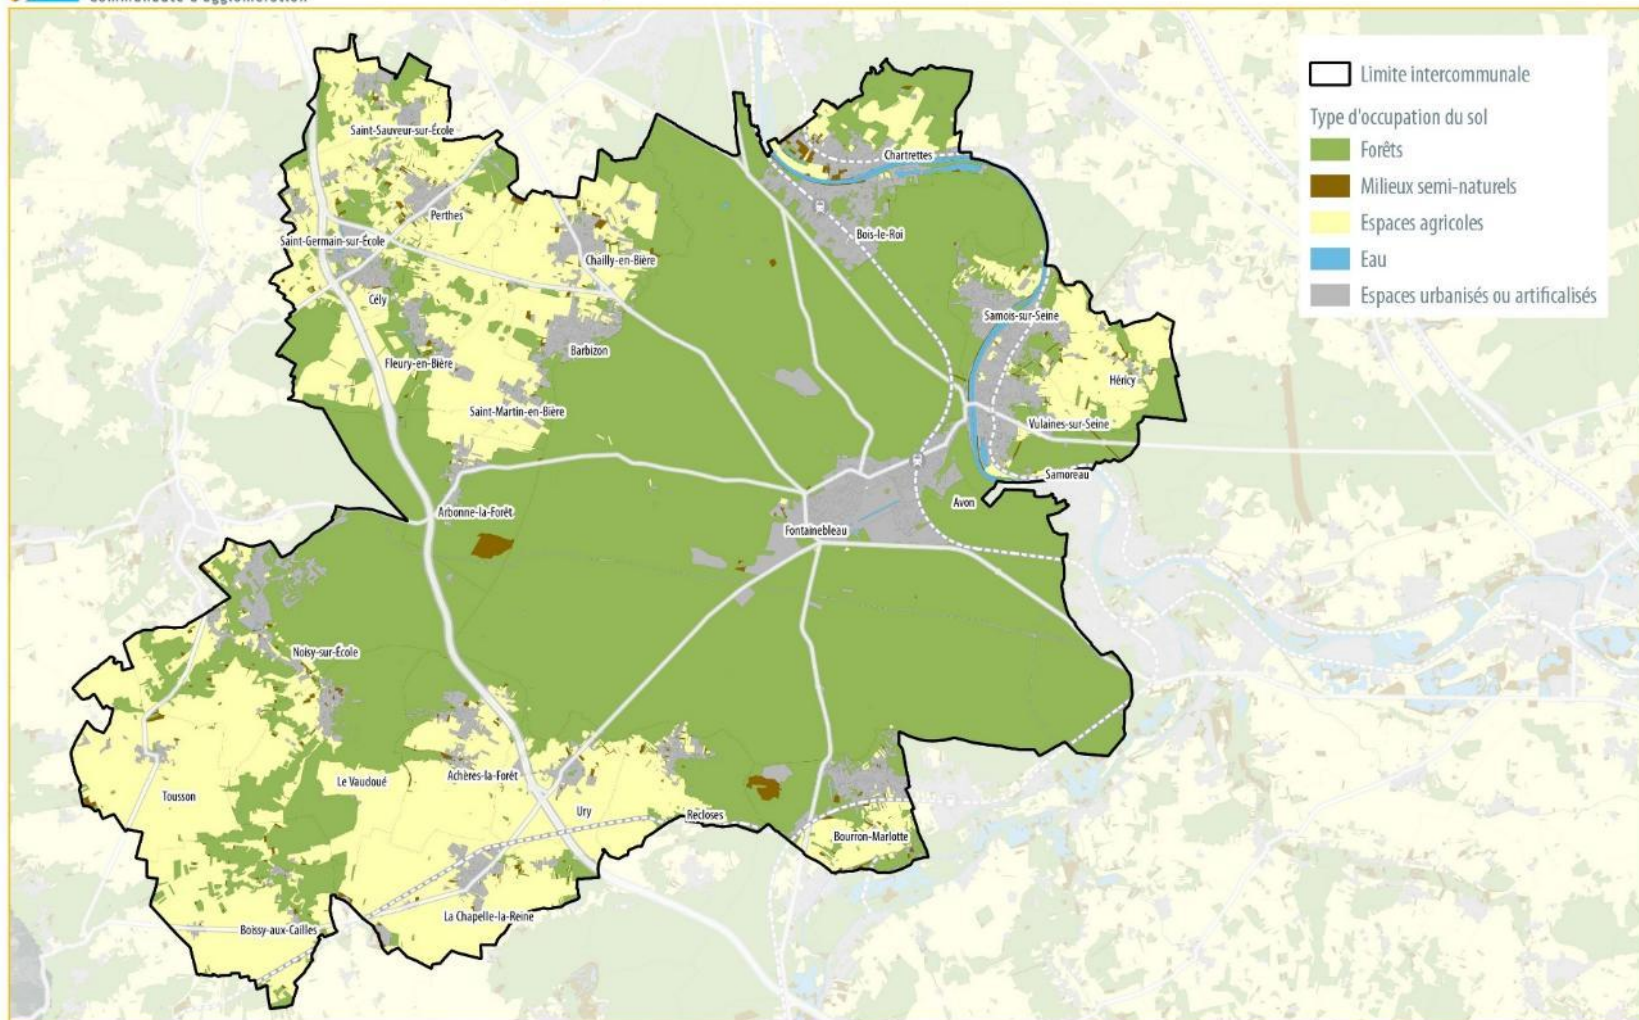 Communauté d'agglomération
Limite intercommunale
Type d'occupation du sol
Forêts
Milieux semi-naturels
Espaces agricoles
Eau
Espaces urbanisés ou artificalisés
Saint-Sauveur-sur-École
Chartrettes
Perthes
Bois-le-Roi
Saint-Germain-sur-École
Chailly-en-Bière
Cély
Samois-sur-Seine
Barbizon
Fleury-en-Bière
Héricy
Saint-Martin-en-Bière
Vulaines-sur-Seine
Samoreau
Avon
Arbonne-la-Forêt
Fontainebleau
Noisy-sur-École
Achères-la-Forêt
Le Vaudoué
Tousson
Ury
Recloses
Bourron-Marlotte
La Chapelle-la-Reine
Boissy-aux-Cailles